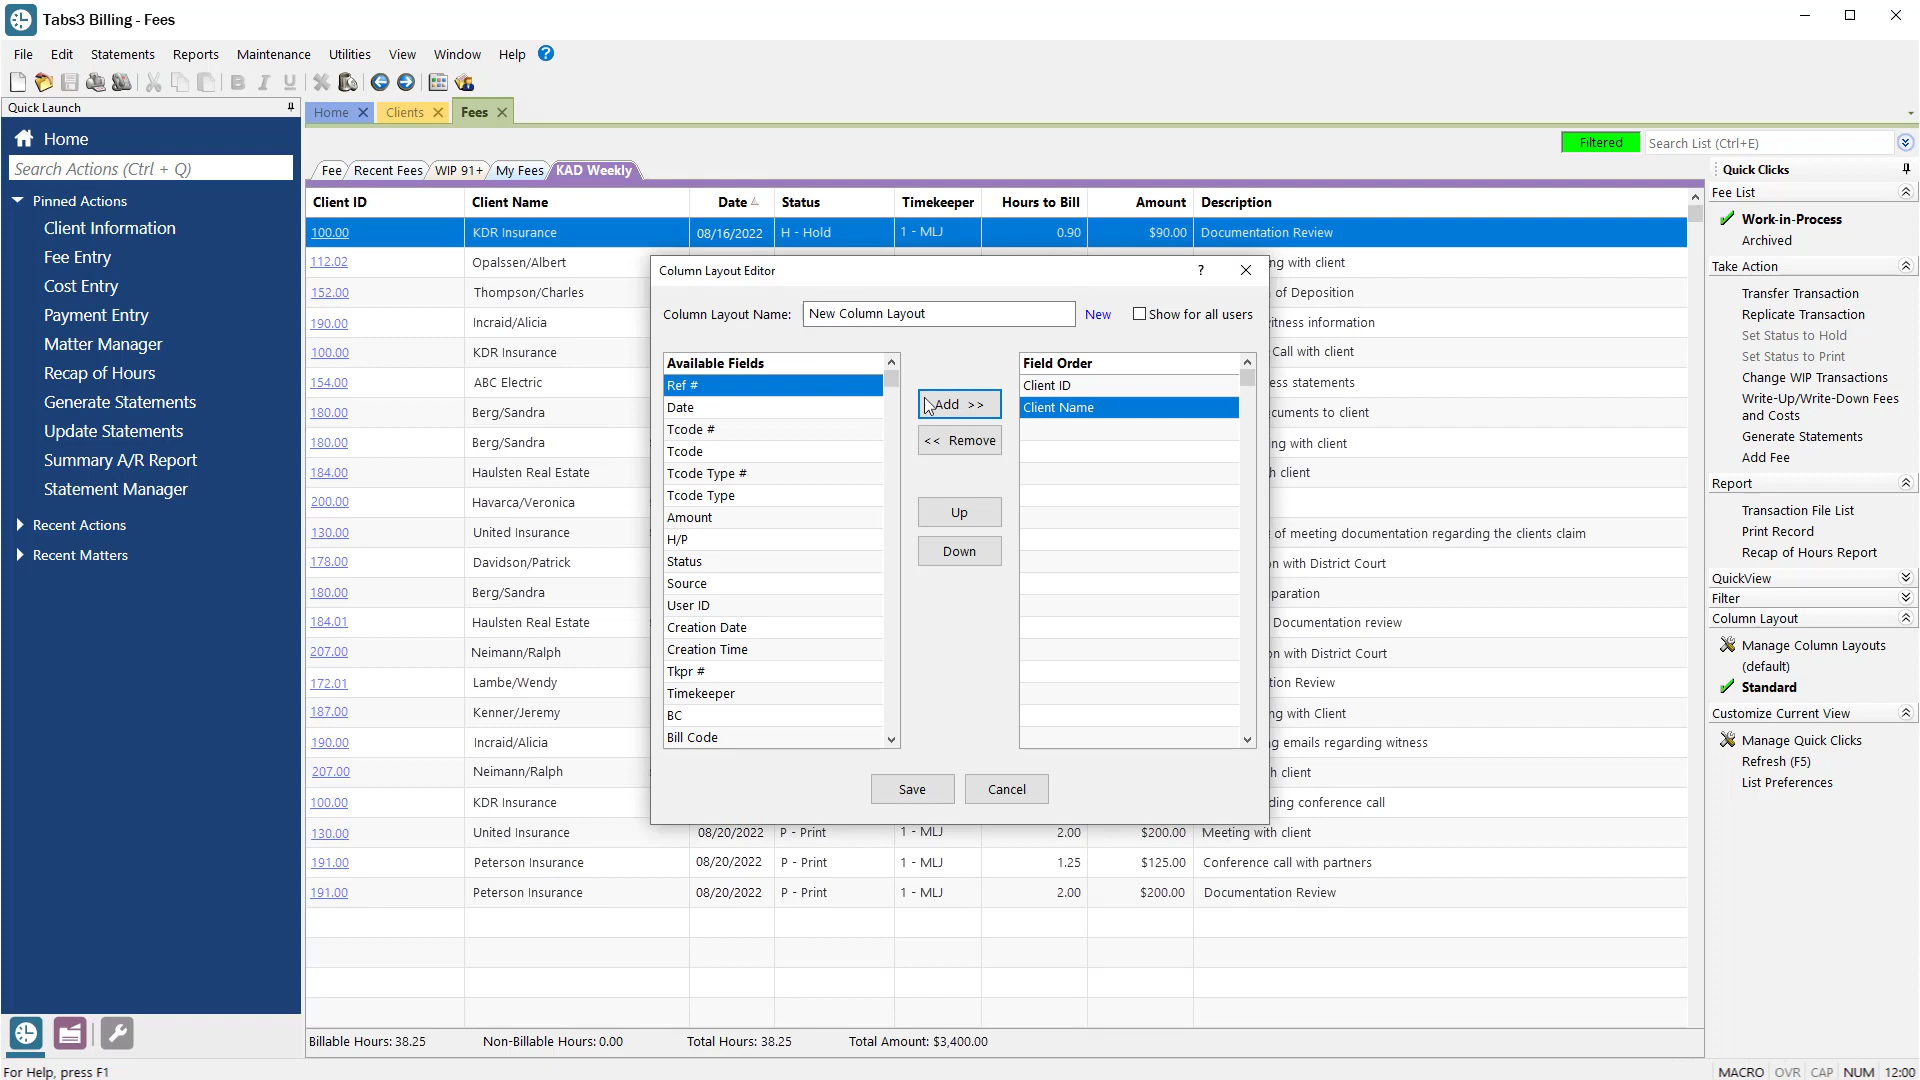 Tabs3 Billing - Fees
File Edit Statements Reports Maintenance Utilities View Window Help ?
B I U
Quick Launch
Home
Search Actions (Ctrl + Q)
Pinned Actions
Client Information
Fee Entry
Cost Entry
Payment Entry
Matter Manager
Recap of Hours
Generate Statements
Update Statements
Summary A/R Report
Statement Manager
Recent Actions
Recent Matters
Home Clients Fees
Filtered Search List (Ctrl+E)
Fee Recent Fees WIP 91+ My Fees KAD Weekly
Client ID Client Name Date Status Timekeeper Hours to Bill Amount Description
100.00 KDR Insurance 08/16/2022 H - Hold 1 - MLJ 0.90 $90.00 Documentation Review
112.02 Opalssen/Albert ng with client
152.00 Thompson/Charles of Deposition
190.00 Incraid/Alicia itness information
100.00 KDR Insurance Call with client
154.00 ABC Electric ess statements
180.00 Berg/Sandra cuments to client
180.00 Berg/Sandra ng with client
184.00 Haulsten Real Estate h client
200.00 Havarca/Veronica
130.00 United Insurance of meeting documentation regarding the clients claim
178.00 Davidson/Patrick on with District Court
180.00 Berg/Sandra paration
184.01 Haulsten Real Estate Documentation review
207.00 Neimann/Ralph on with District Court
172.01 Lambe/Wendy tion Review
187.00 Kenner/Jeremy ng with Client
190.00 Incraid/Alicia ng emails regarding witness
207.00 Neimann/Ralph h client
100.00 KDR Insurance ding conference call
130.00 United Insurance 08/20/2022 P - Print 1 - MLJ 2.00 $200.00 Meeting with client
191.00 Peterson Insurance 08/20/2022 P - Print 1 - MLJ 1.25 $125.00 Conference call with partners
191.00 Peterson Insurance 08/20/2022 P - Print 1 - MLJ 2.00 $200.00 Documentation Review
Billable Hours: 38.25 Non-Billable Hours: 0.00 Total Hours: 38.25 Total Amount: $3,400.00
Column Layout Editor ?
Column Layout Name: New Column Layout New Show for all users
Available Fields
Ref #
Date
Tcode #
Tcode
Tcode Type #
Tcode Type
Amount
H/P
Status
Source
User ID
Creation Date
Creation Time
Tkpr #
Timekeeper
BC
Bill Code
Add >>
<< Remove
Up
Down
Field Order
Client ID
Client Name
Save Cancel
Quick Clicks
Fee List
Work-in-Process
Archived
Take Action
Transfer Transaction
Replicate Transaction
Set Status to Hold
Set Status to Print
Change WIP Transactions
Write-Up/Write-Down Fees
and Costs
Generate Statements
Add Fee
Report
Transaction File List
Print Record
Recap of Hours Report
QuickView
Filter
Column Layout
Manage Column Layouts
(default)
Standard
Customize Current View
Manage Quick Clicks
Refresh (F5)
List Preferences
For Help, press F1
MACRO OVR CAP NUM 12:00